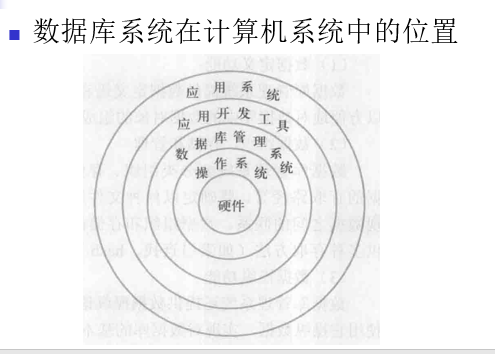 数据库系统在计算机系统中的位置
应用系统
应用开发工具
数据库管理系统
操作系统
硬件